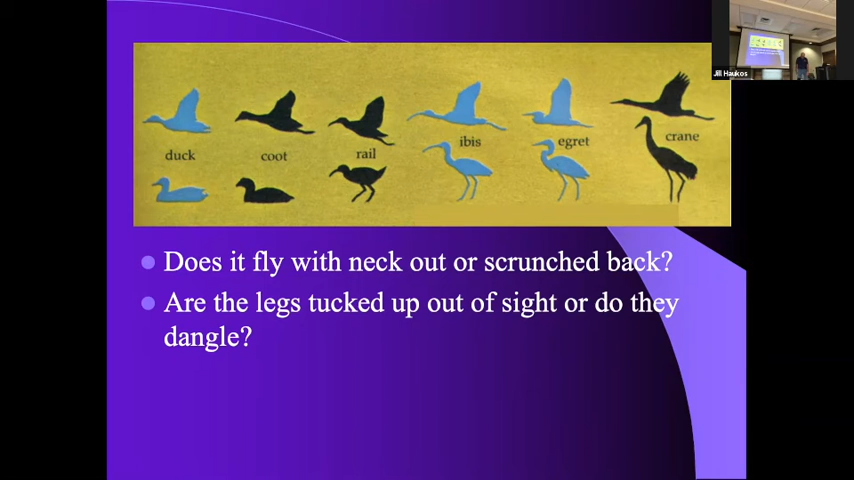 Jill Haukos
duck
coot
rail
ibis
egret
crane
Does it fly with neck out or scrunched back?
Are the legs tucked up out of sight or do they
dangle?